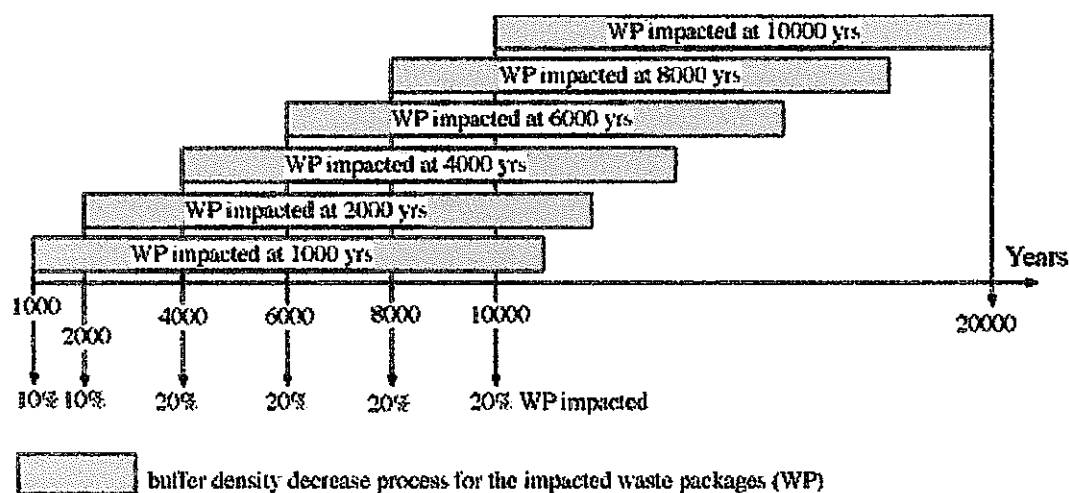 WP impacted at 10000 yrs
WP impacted at 8000 yrs
WP impacted at 6000 yrs
WP impacted at 4000 yrs
WP impacted at 2000 yrs
WP impacted at 1000 yrs
Years
1000
2000
4000
6000
8000
10000
20000
10% 10% 20% 20% 20% 20% WP impacted
buffer density decrease process for the impacted waste packages (WP)